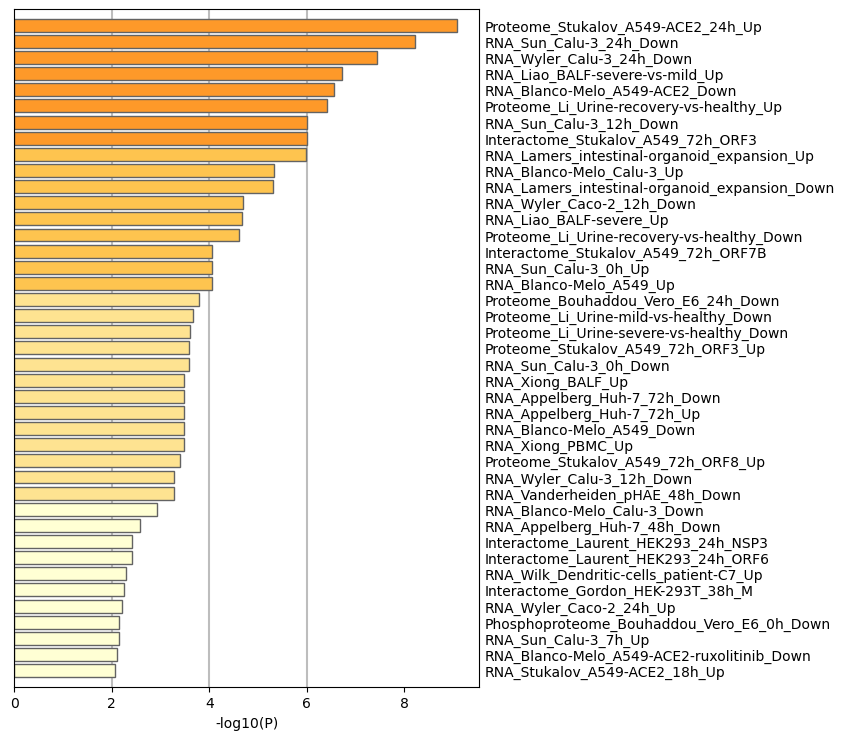 Proteome_Stukalov_A549-ACE2_24h_Up
RNA_Sun_Calu-3_24h_Down
RNA_Wyler_Calu-3_24h_Down
RNA_Liao_BALF-severe-vs-mild_Up
RNA_Blanco-Melo_A549-ACE2_Down
Proteome_Li_Urine-recovery-vs-healthy_Up
RNA_Sun_Calu-3_12h_Down
Interactome_Stukalov_A549_72h_ORF3
RNA_Lamers_intestinal-organoid_expansion_Up
RNA_Blanco-Melo_Calu-3_Up
RNA_Lamers_intestinal-organoid_expansion_Down
RNA_Wyler_Caco-2_12h_Down
RNA_Liao_BALF-severe_Up
Proteome_Li_Urine-recovery-vs-healthy_Down
Interactome_Stukalov_A549_72h_ORF7B
RNA_Sun_Calu-3_0h_Up
RNA_Blanco-Melo_A549_Up
Proteome_Bouhaddou_Vero_E6_24h_Down
Proteome_Li_Urine-mild-vs-healthy_Down
Proteome_Li_Urine-severe-vs-healthy_Down
Proteome_Stukalov_A549_72h_ORF3_Up
RNA_Sun_Calu-3_0h_Down
RNA_Xiong_BALF_Up
RNA_Appelberg_Huh-7_72h_Down
RNA_Appelberg_Huh-7_72h_Up
RNA_Blanco-Melo_A549_Down
RNA_Xiong_PBMC_Up
Proteome_Stukalov_A549_72h_ORF8_Up
RNA_Wyler_Calu-3_12h_Down
RNA_Vanderheiden_pHAE_48h_Down
RNA_Blanco-Melo_Calu-3_Down
RNA_Appelberg_Huh-7_48h_Down
Interactome_Laurent_HEK293_24h_NSP3
Interactome_Laurent_HEK293_24h_ORF6
RNA_Wilk_Dendritic-cells_patient-C7_Up
Interactome_Gordon_HEK-293T_38h_M
RNA_Wyler_Caco-2_24h_Up
Phosphoproteome_Bouhaddou_Vero_E6_0h_Down
RNA_Sun_Calu-3_7h_Up
RNA_Blanco-Melo_A549-ACE2-ruxolitinib_Down
RNA_Stukalov_A549-ACE2_18h_Up
0 2 4 6 8
-log10(P)